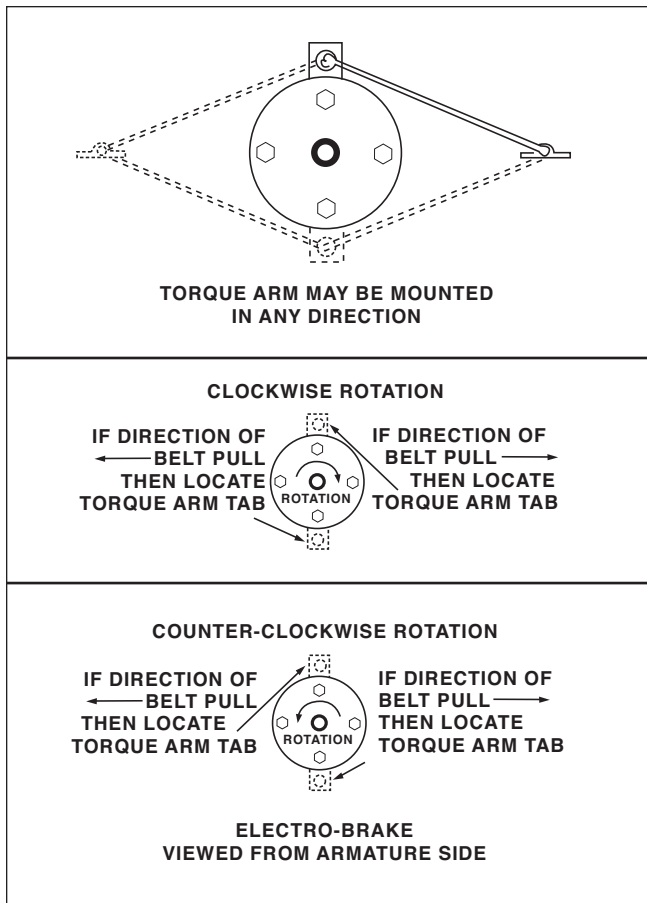 TORQUE ARM MAY BE MOUNTED
IN ANY DIRECTION
CLOCKWISE ROTATION
IF DIRECTION OF
BELT PULL
THEN LOCATE
TORQUE ARM TAB
ROTATION
IF DIRECTION OF
BELT PULL
THEN LOCATE
TORQUE ARM TAB
COUNTER-CLOCKWISE ROTATION
IF DIRECTION OF
BELT PULL
THEN LOCATE
TORQUE ARM TAB
ROTATION
IF DIRECTION OF
BELT PULL
THEN LOCATE
TORQUE ARM TAB
ELECTRO-BRAKE
VIEWED FROM ARMATURE SIDE